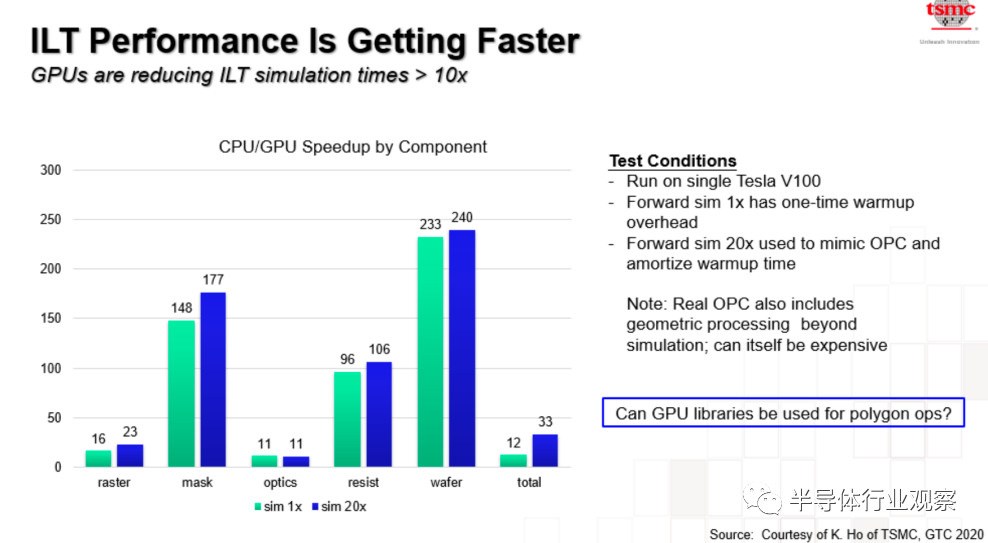 tsmc
Unleash Innovation
ILT Performance Is Getting Faster
GPUs are reducing ILT simulation times > 10x
CPU/GPU Speedup by Component
300
250
200
150
100
50
0
16
23
148
177
11
11
96
106
233
240
12
33
raster
mask
optics
resist
wafer
total
sim 1x
sim 20x
Test Conditions
- Run on single Tesla V100
- Forward sim 1x has one-time warmup
overhead
- Forward sim 20x used to mimic OPC and
amortize warmup time
Note: Real OPC also includes
geometric processing beyond
simulation; can itself be expensive
Can GPU libraries be used for polygon ops?
半导体行业观察
Source: Courtesy of K. Ho of TSMC, GTC 2020